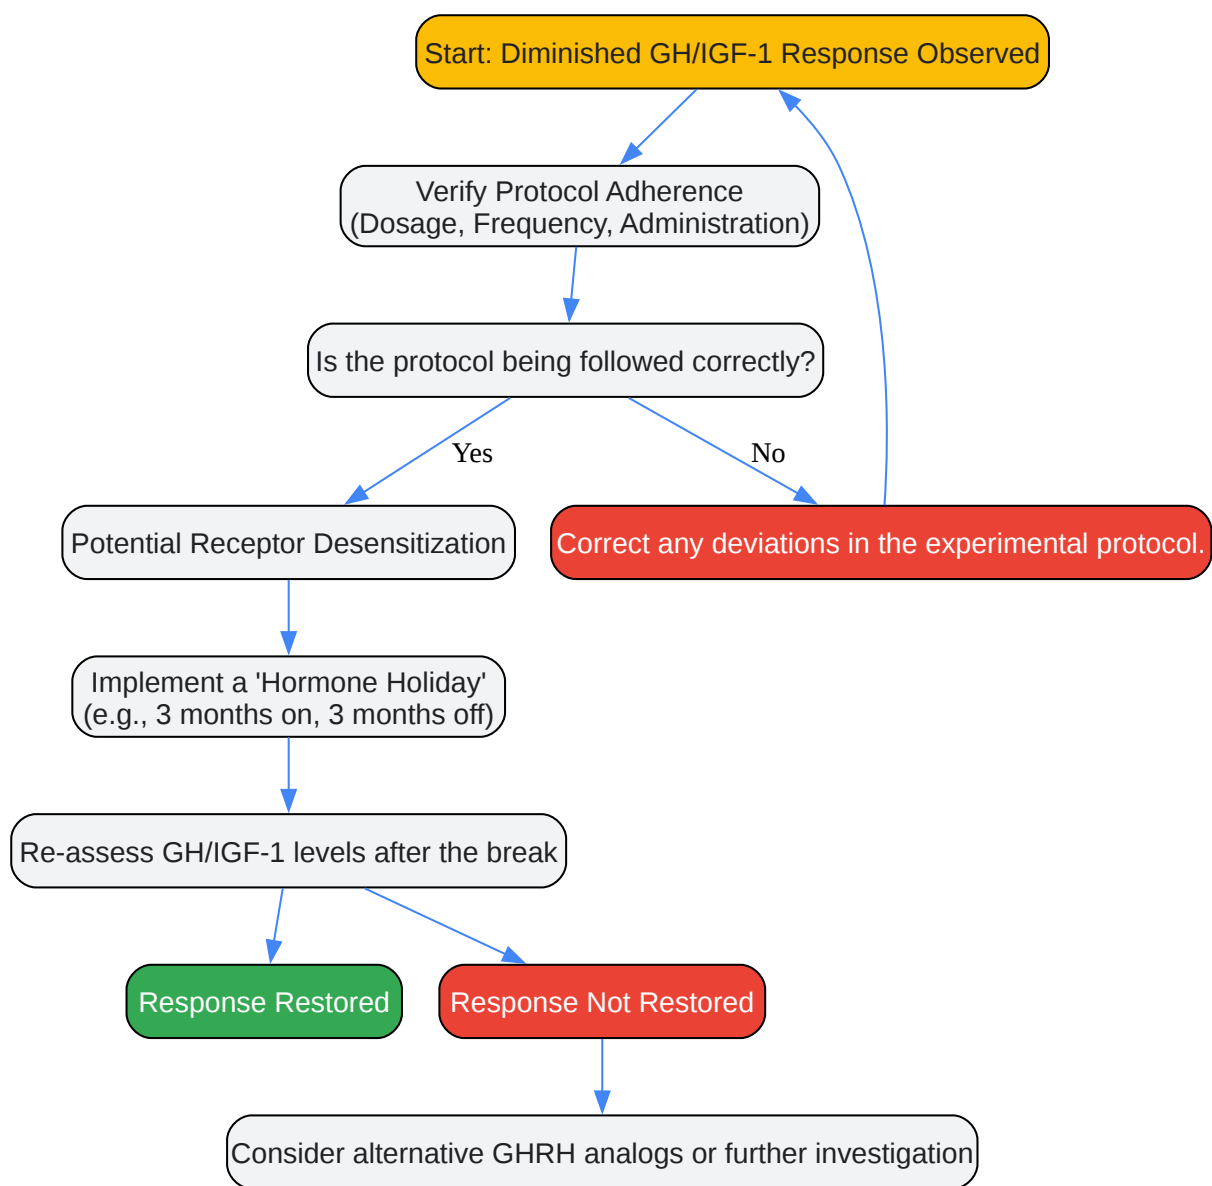 Start: Diminished GH/IGF-1 Response Observed
Verify Protocol Adherence
(Dosage, Frequency, Administration)
Is the protocol being followed correctly?
Yes
No
Potential Receptor Desensitization
Correct any deviations in the experimental protocol.
Implement a 'Hormone Holiday'
(e.g., 3 months on, 3 months off)
Re-assess GH/IGF-1 levels after the break
Response Restored
Response Not Restored
Consider alternative GHRH analogs or further investigation